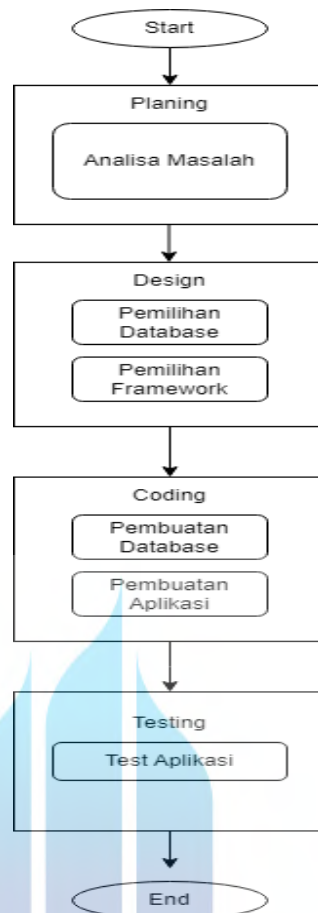 Start
Planing
Analisa Masalah
Design
Pemilihan
Database
Pemilihan
Framework
Coding
Pembuatan
Database
Pembuatan
Aplikasi
Testing
Test Aplikasi
End